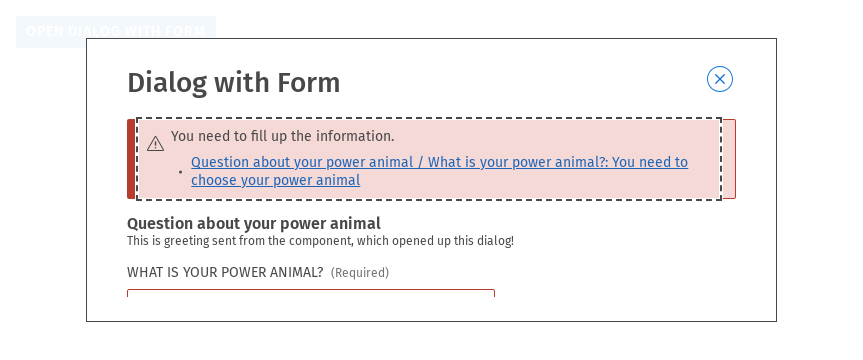 OPEN DIALOG WITH FORM
Dialog with Form
You need to fill up the information.
• Question about your power animal / What is your power animal?: You need to
choose your power animal
Question about your power animal
This is greeting sent from the component, which opened up this dialog!
WHAT IS YOUR POWER ANIMAL? (Required)